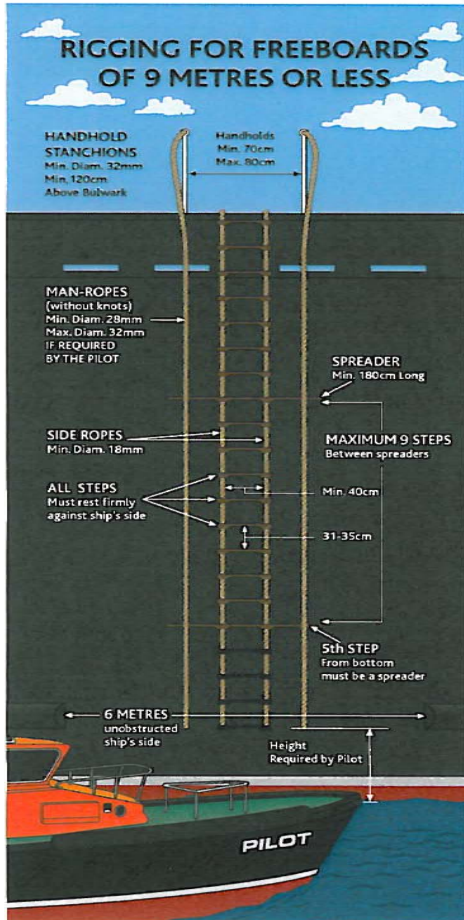 RIGGING FOR FREEBOARDS
OF 9 METRES OR LESS
HANDHOLD
STANCHIONS
Min. Diam. 32mm
Min. 120cm
Above Bulwark
Handholds
Min. 70cm
Max. 80cm
MAN-ROPES
(without knots)
Min. Diam. 28mm
Max. Diam. 32mm
IF REQUIRED
BY THE PILOT
SPREADER
Min. 180cm Long
SIDE ROPES
Min. Diam. 18mm
MAXIMUM 9 STEPS
Between spreaders
ALL STEPS
Must rest firmly
against ship's side
Min. 40cm
31-35cm
5th STEP
From bottom
must be a spreader
6 METRES
unobstructed
ship's side
Height
Required by Pilot
PILOT